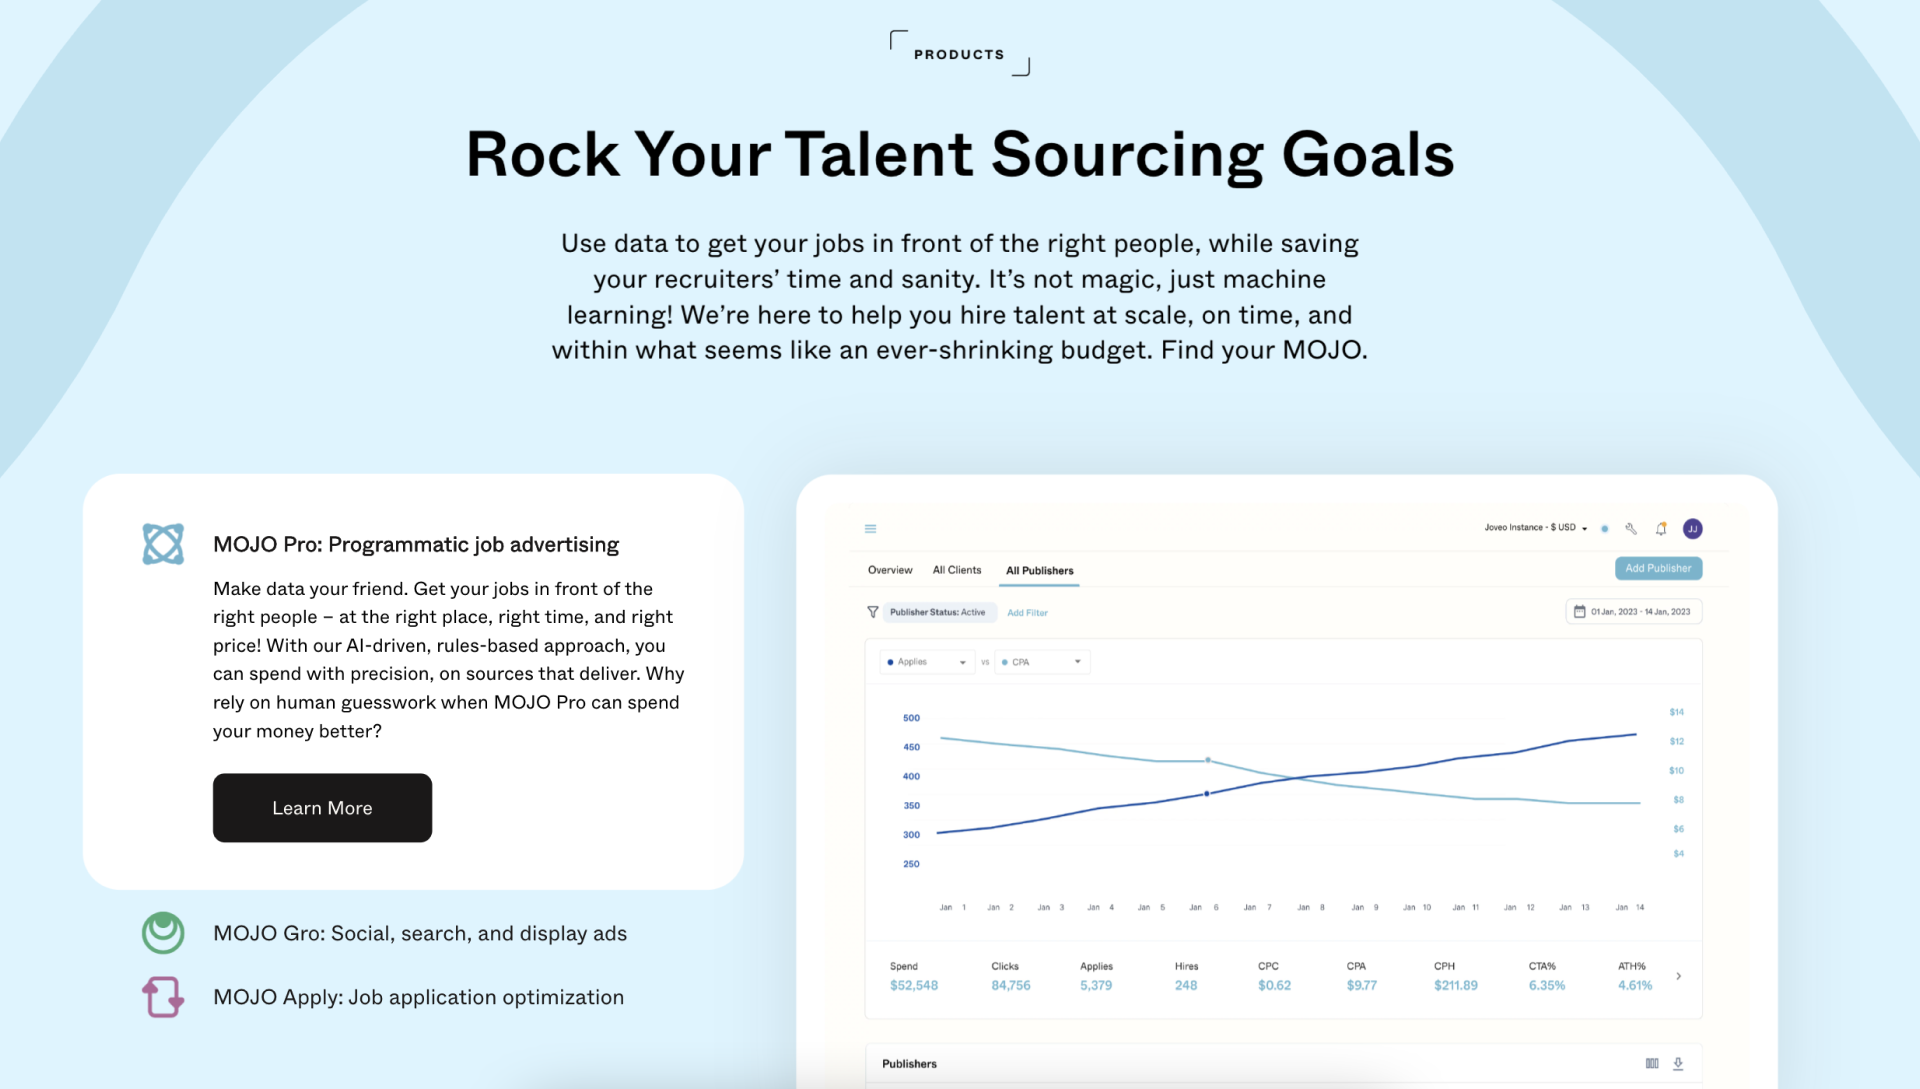 PRODUCTS
Rock Your Talent Sourcing Goals
Use data to get your jobs in front of the right people, while saving
your recruiters’ time and sanity. It’s not magic, just machine
learning! We’re here to help you hire talent at scale, on time, and
within what seems like an ever-shrinking budget. Find your MOJO.
MOJO Pro: Programmatic job advertising
Make data your friend. Get your jobs in front of the
right people – at the right place, right time, and right
price! With our AI-driven, rules-based approach, you
can spend with precision, on sources that deliver. Why
rely on human guesswork when MOJO Pro can spend
your money better?
Learn More
MOJO Gro: Social, search, and display ads
MOJO Apply: Job application optimization
Joveo Instance - $ USD
JJ
Overview All Clients All Publishers
Add Publisher
Publisher Status: Active Add Filter
01 Jan, 2023 - 14 Jan, 2023
Applies vs CPA
500 $14
450 $12
400 $10
350 $8
300 $6
250 $4
Jan 1 Jan 2 Jan 3 Jan 4 Jan 5 Jan 6 Jan 7 Jan 8 Jan 9 Jan 10 Jan 11 Jan 12 Jan 13 Jan 14
Spend Clicks Applies Hires CPC CPA CPH CTA% ATH%
$52,548 84,756 5,379 248 $0.62 $9.77 $211.89 6.35% 4.61%
Publishers